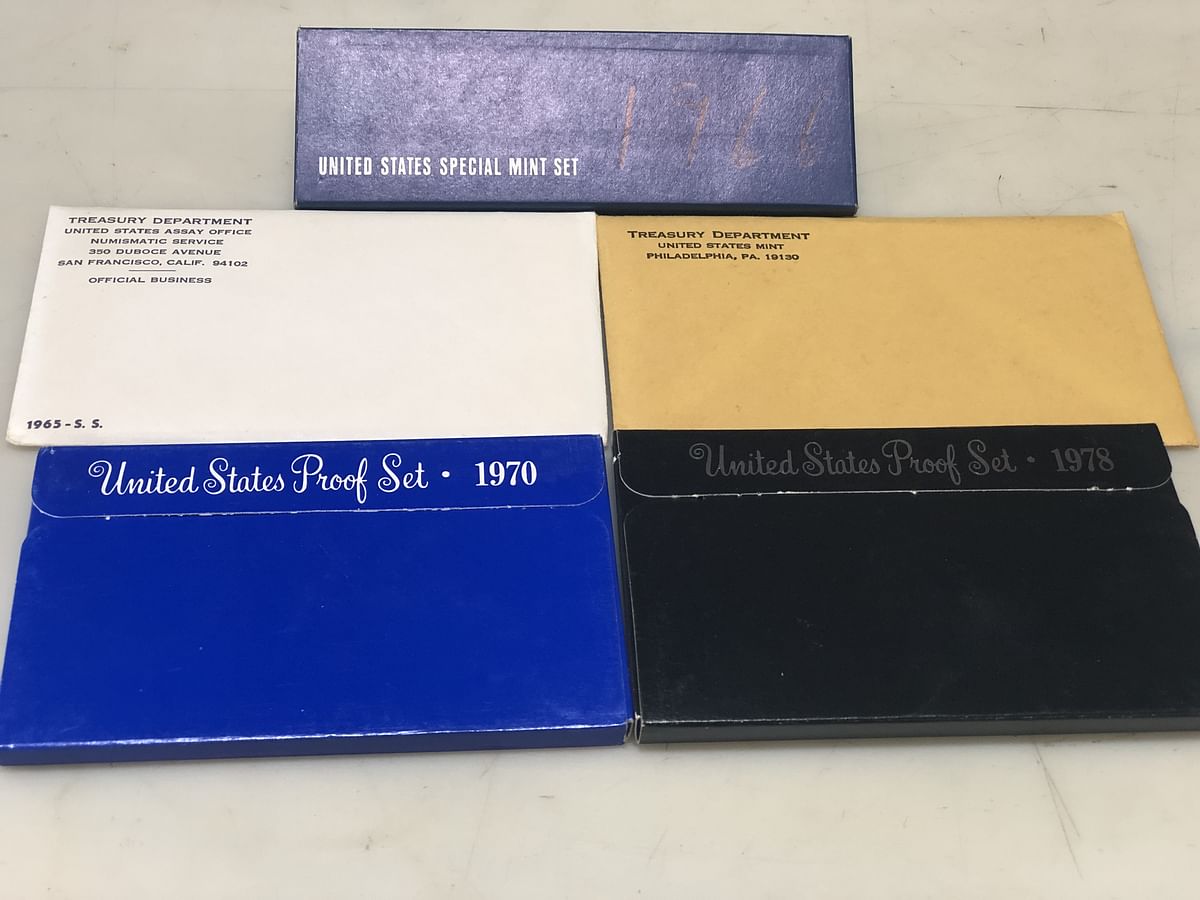 1966
UNITED STATES SPECIAL MINT SET
TREASURY DEPARTMENT
UNITED STATES ASSAY OFFICE
NUMISMATIC SERVICE
350 DUBOCE AVENUE
SAN FRANCISCO, CALIF. 94102
OFFICIAL BUSINESS
1965-S. S.
TREASURY DEPARTMENT
UNITED STATES MINT
PHILADELPHIA, PA. 19130
United States Proof Set • 1970
United States Proof Set • 1978